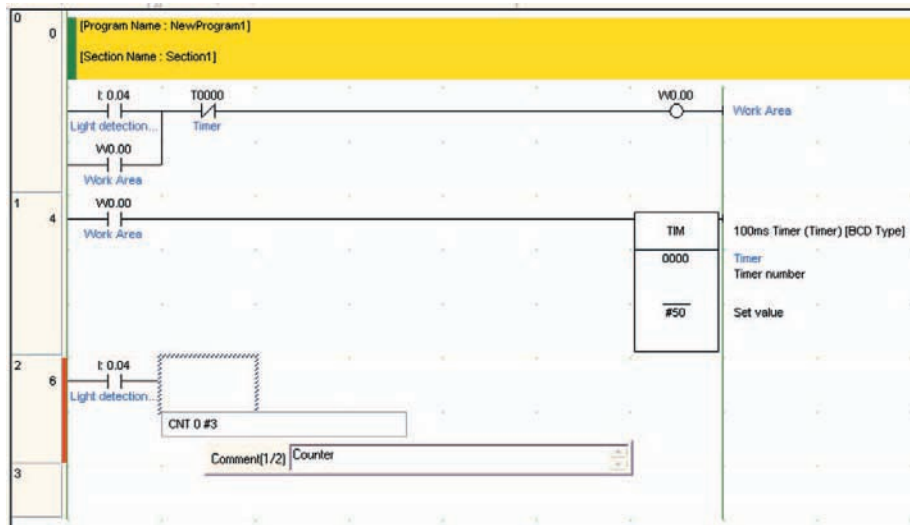 0
0
[Program Name : NewProgram1]
[Section Name : Section1]
I: 0.04 T0000 W0.00
Light detection... Timer Work Area
W0.00
Work Area
1
4
W0.00
Work Area
TIM 100ms Timer (Timer) [BCD Type]
0000 Timer
Timer number
#50 Set value
2
6
I: 0.04
Light detection...
CNT 0 #3
Comment(1/2) Counter
3